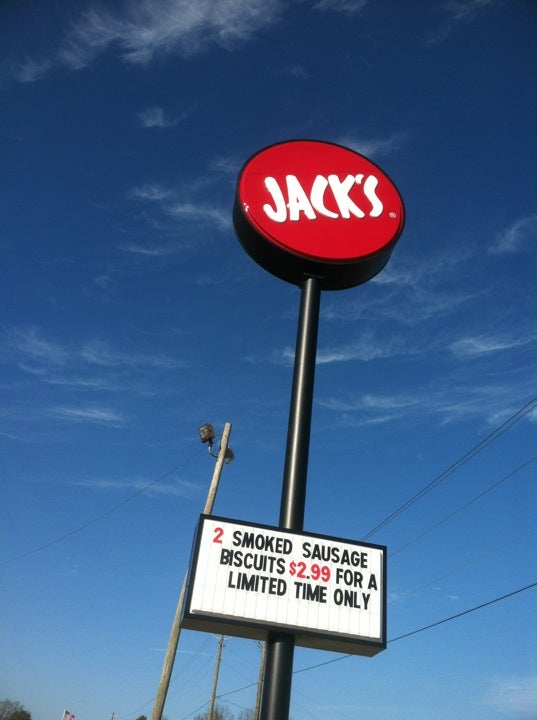 JACK'S ®
2 SMOKED SAUSAGE
BISCUITS $2.99 FOR A
LIMITED TIME ONLY